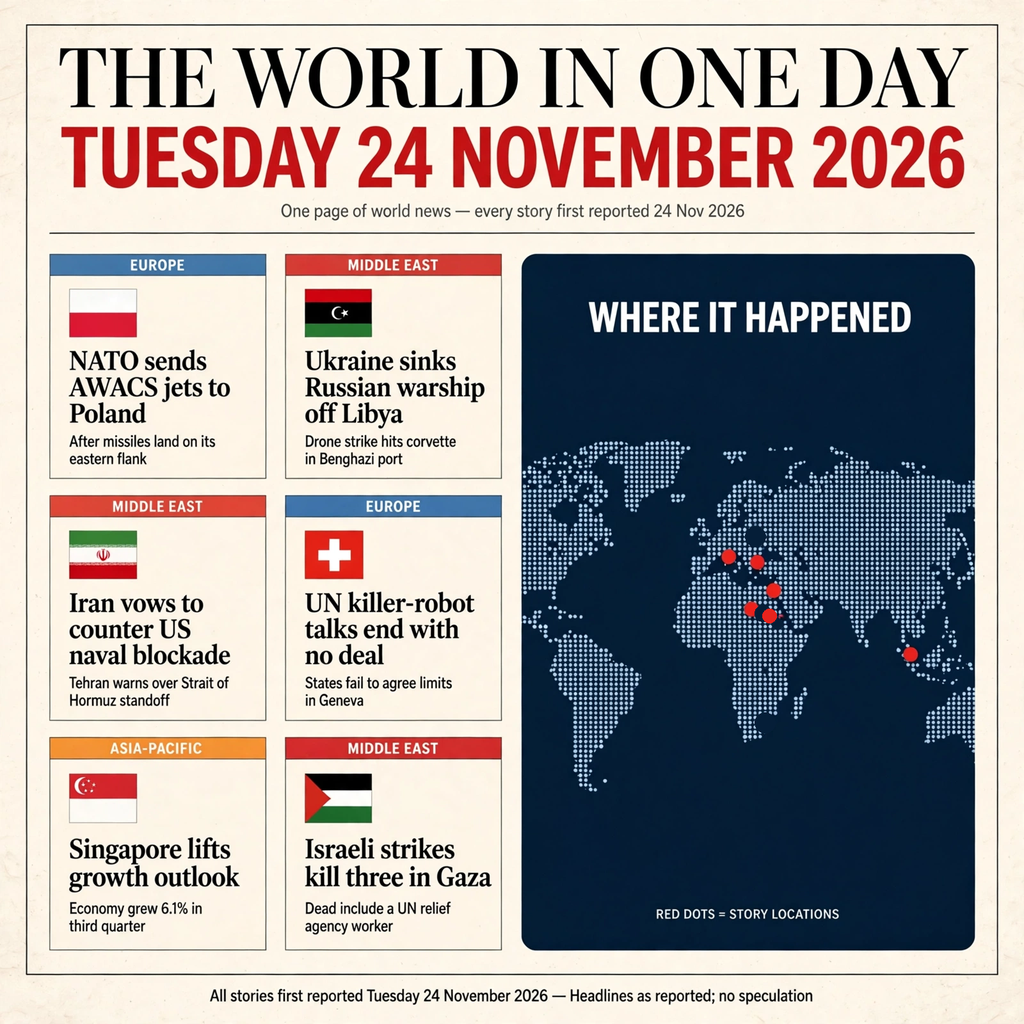 THE WORLD IN ONE DAY
TUESDAY 24 NOVEMBER 2026
One page of world news — every story first reported 24 Nov 2026
EUROPE
NATO sends
AWACS jets to
Poland
After missiles land on its
eastern flank
MIDDLE EAST
Ukraine sinks
Russian warship
off Libya
Drone strike hits corvette
in Benghazi port
MIDDLE EAST
Iran vows to
counter US
naval blockade
Tehran warns over Strait of
Hormuz standoff
EUROPE
UN killer-robot
talks end with
no deal
States fail to agree limits
in Geneva
ASIA-PACIFIC
Singapore lifts
growth outlook
Economy grew 6.1% in
third quarter
MIDDLE EAST
Israeli strikes
kill three in Gaza
Dead include a UN relief
agency worker
WHERE IT HAPPENED
RED DOTS = STORY LOCATIONS
All stories first reported Tuesday 24 November 2026 — Headlines as reported; no speculation